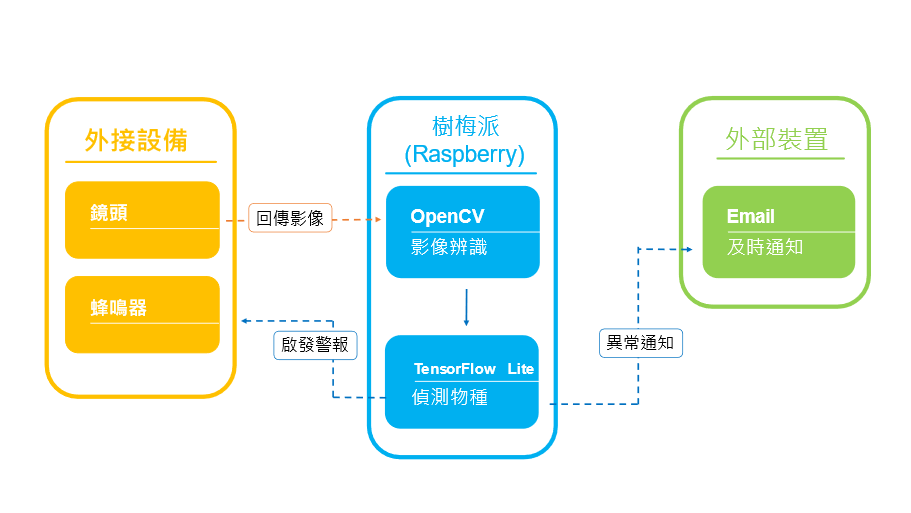 外接設備
鏡頭
蜂鳴器
回傳影像
啟發警報
樹梅派
(Raspberry)
OpenCV
影像辨識
TensorFlow Lite
偵測物種
異常通知
外部裝置
Email
及時通知